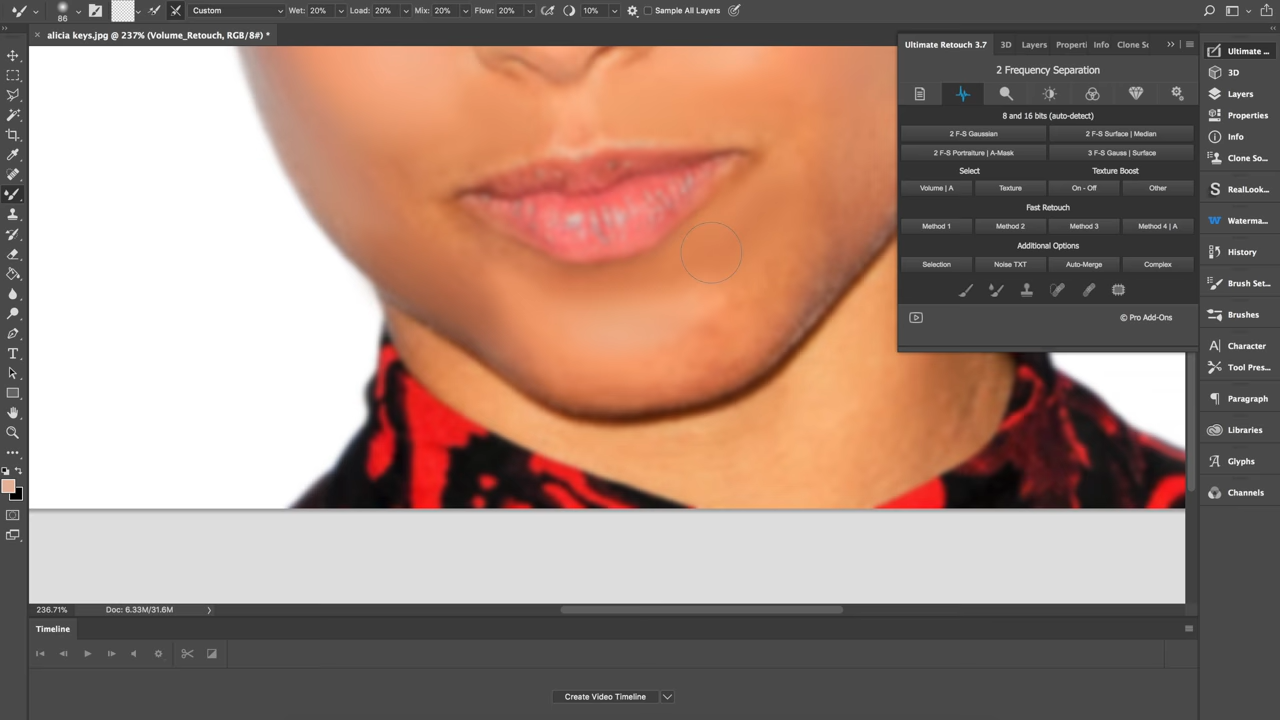 86
Custom
Wet: 20%
Load: 20%
Mix: 20%
Flow: 20%
10%
Sample All Layers
× alicia keys.jpg @ 237% (Volume_Retouch, RGB/8#) *
Ultimate Retouch 3.7
3D
Layers
Properti
Info
Clone Sc
2 Frequency Separation
8 and 16 bits (auto-detect)
2 F-S Gaussian
2 F-S Surface | Median
2 F-S Portraiture | A-Mask
3 F-S Gauss | Surface
Select
Texture Boost
Volume | A
Texture
On - Off
Other
Fast Retouch
Method 1
Method 2
Method 3
Method 4 | A
Additional Options
Selection
Noise TXT
Auto-Merge
Complex
© Pro Add-Ons
Ultimate ...
3D
Layers
Properties
Info
Clone So...
RealLook...
Waterma...
History
Brush Set...
Brushes
Character
Tool Pres...
Paragraph
Libraries
Glyphs
Channels
236.71%
Doc: 6.33M/31.6M
Timeline
Create Video Timeline